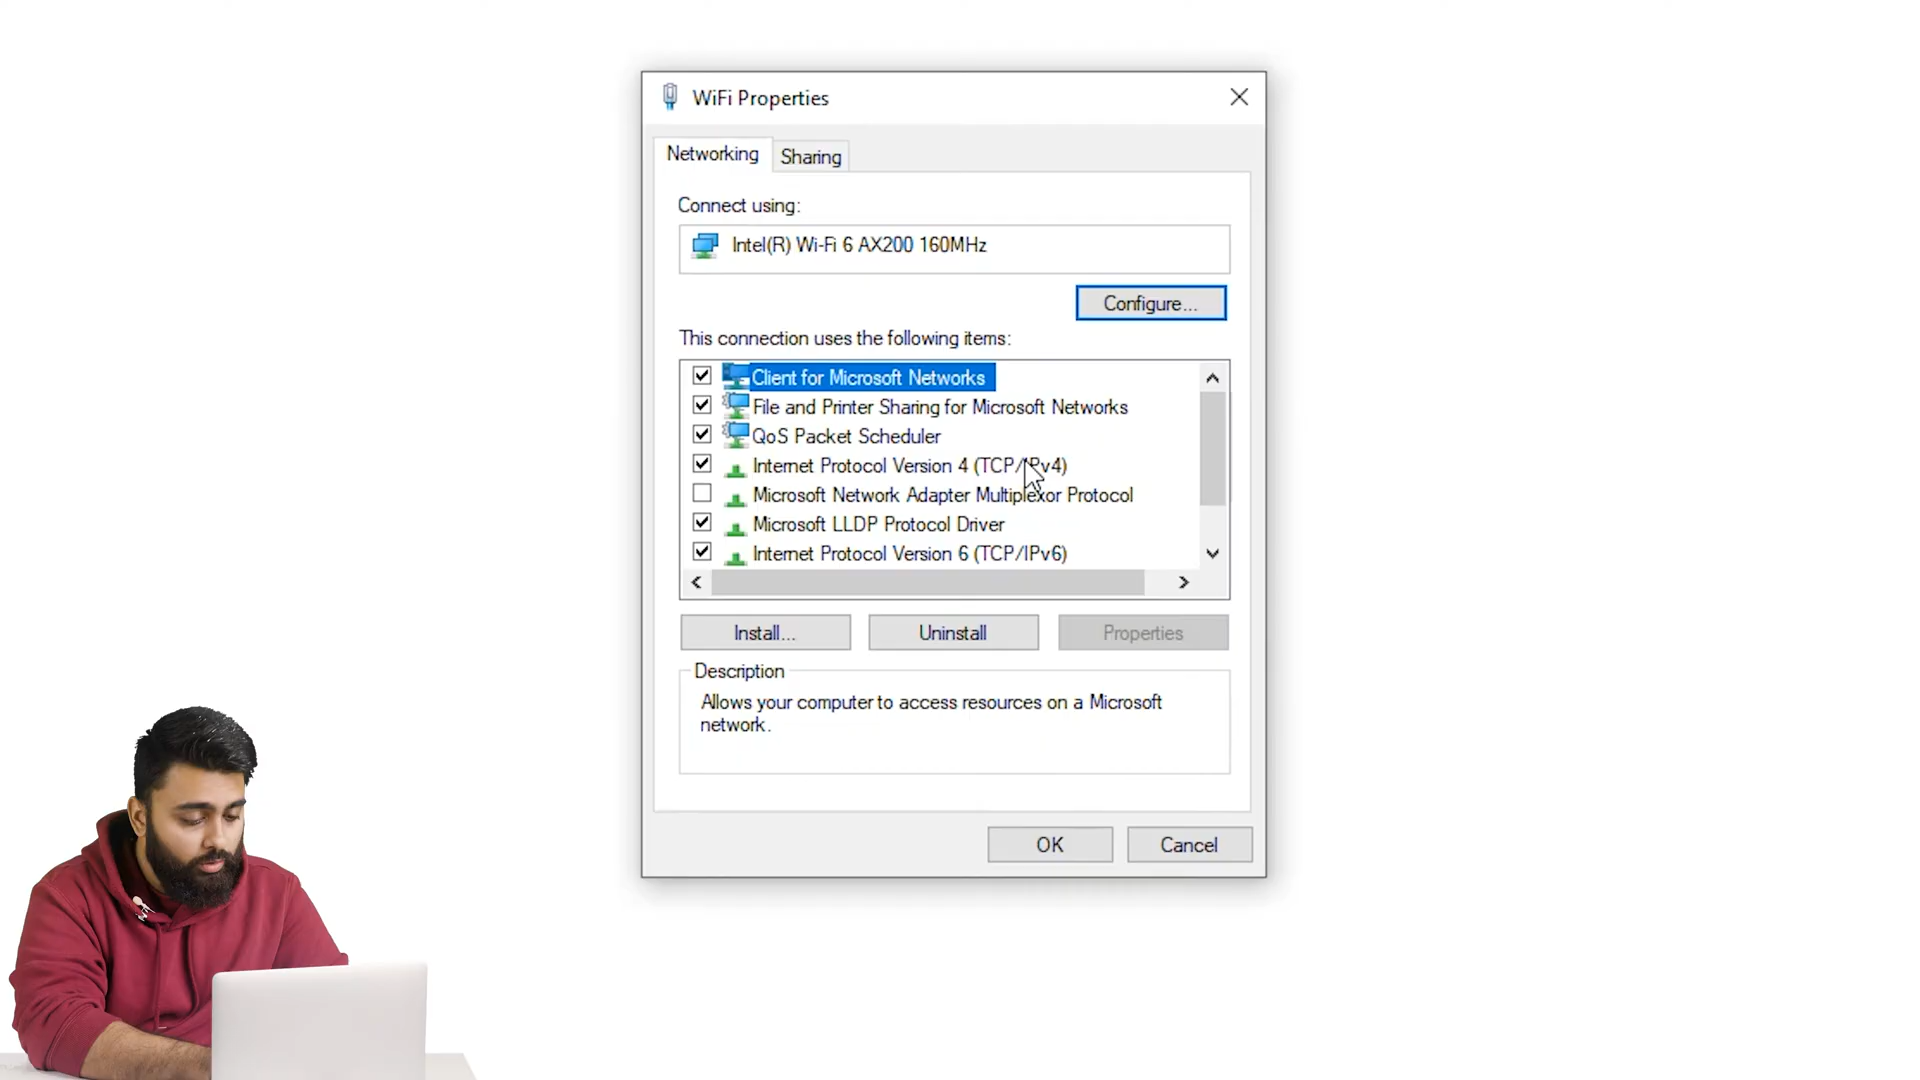 WiFi Properties
Networking
Sharing
Connect using:
Intel(R) Wi-Fi 6 AX200 160MHz
Configure...
This connection uses the following items:
Client for Microsoft Networks
File and Printer Sharing for Microsoft Networks
QoS Packet Scheduler
Internet Protocol Version 4 (TCP/IPv4)
Microsoft Network Adapter Multiplexor Protocol
Microsoft LLDP Protocol Driver
Internet Protocol Version 6 (TCP/IPv6)
Install...
Uninstall
Properties
Description
Allows your computer to access resources on a Microsoft
network.
OK
Cancel